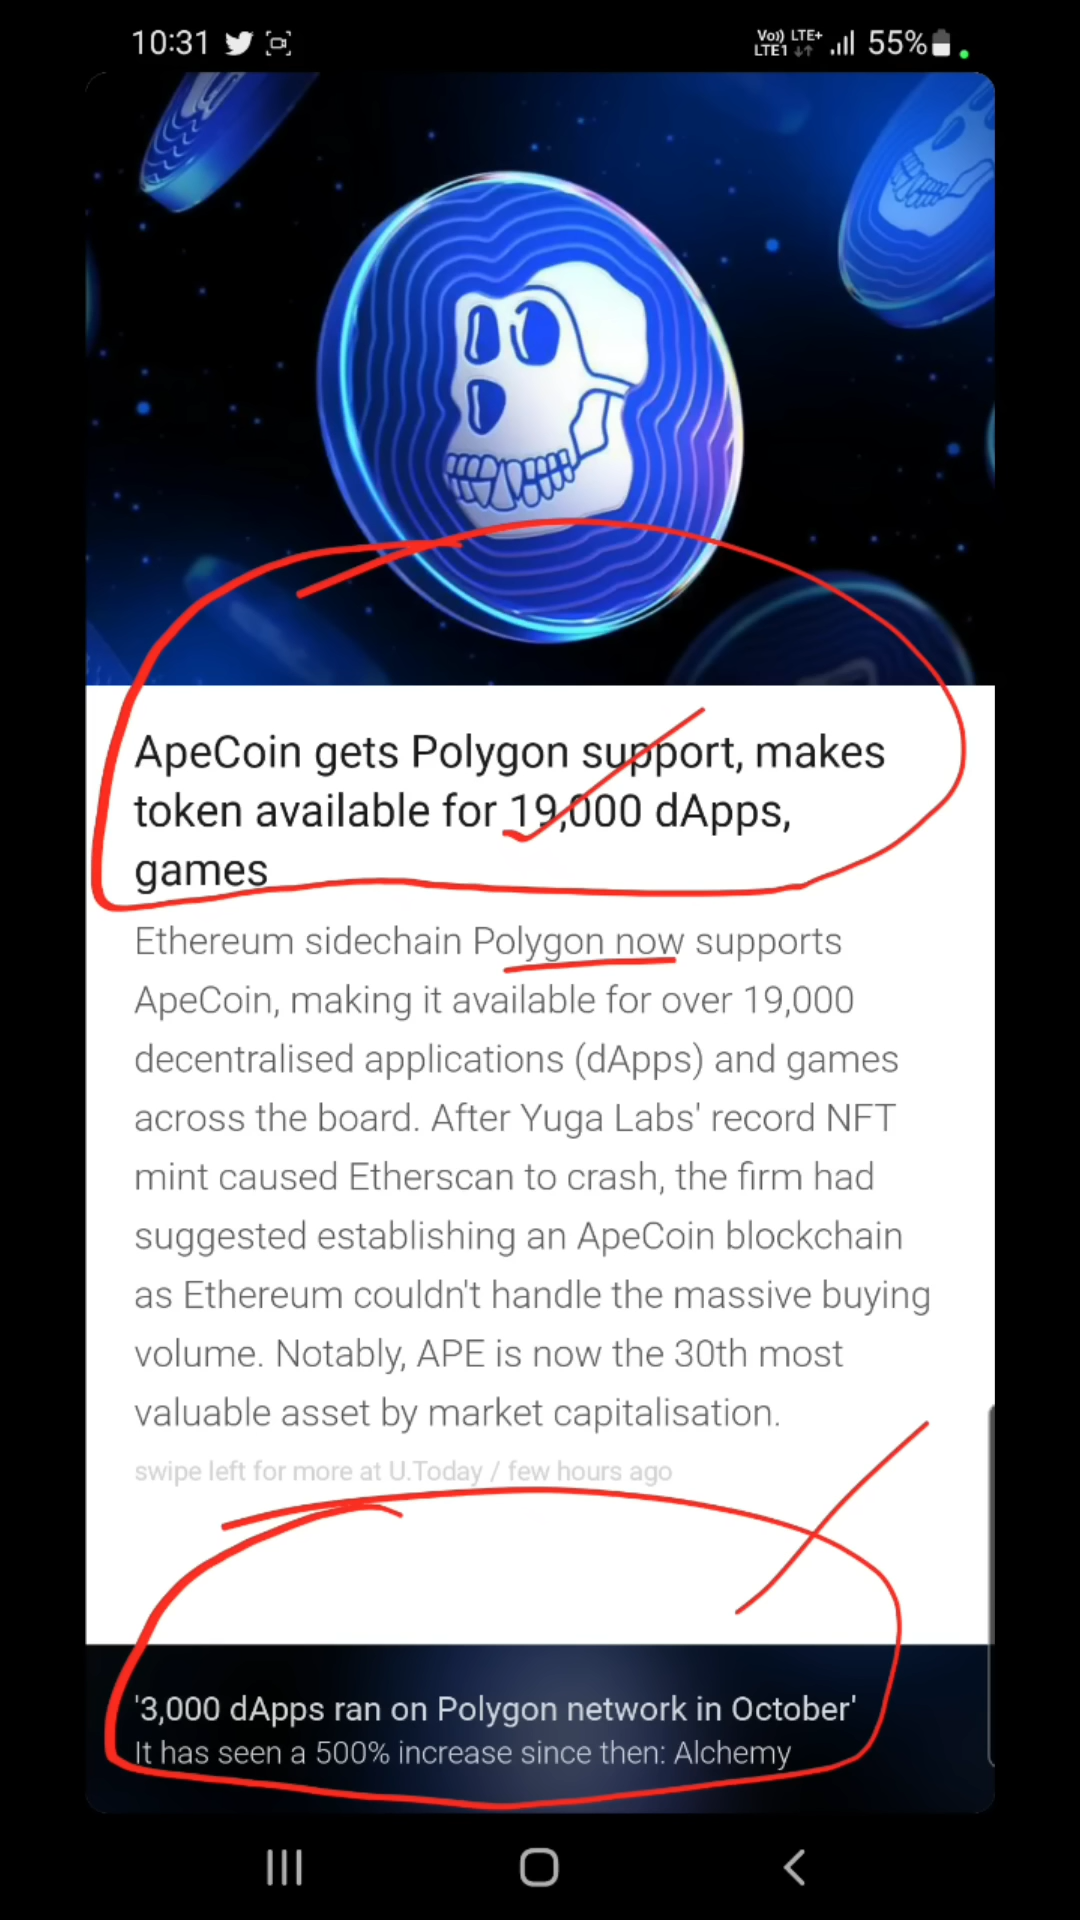 10:31
Vo)) LTE+
LTE1
55%
ApeCoin gets Polygon support, makes
token available for 19,000 dApps,
games
Ethereum sidechain Polygon now supports
ApeCoin, making it available for over 19,000
decentralised applications (dApps) and games
across the board. After Yuga Labs' record NFT
mint caused Etherscan to crash, the firm had
suggested establishing an ApeCoin blockchain
as Ethereum couldn't handle the massive buying
volume. Notably, APE is now the 30th most
valuable asset by market capitalisation.
swipe left for more at U.Today / few hours ago
'3,000 dApps ran on Polygon network in October'
It has seen a 500% increase since then: Alchemy